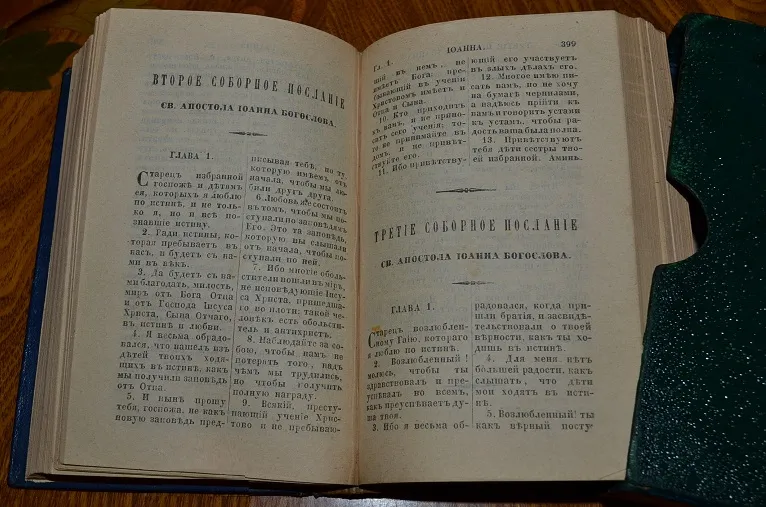 ВТОРОЕ СОБОРНОЕ ПОСЛАНІЕ
СВ. АПОСТОЛА ІОАННА БОГОСЛОВА.
ГЛАВА 1.
Старец избранной
госпожѣ и дѣтям
ея, которыхъ я люблю
по истинѣ, и не толь-
ко я, но и всѣ по-
знавшіе истину.
2. Ради истины, ко-
торая пребываетъ въ
насъ, и будетъ съ на-
ми въ вѣкъ.
3. Да будетъ съ ва-
ми благодать, милость,
миръ отъ Бога Отца
и отъ Господа Іисуса
Христа, Сына Отчаго,
въ истинѣ и любви.
4. Я весьма обрадо-
вался, что нашелъ изъ
дѣтей твоихъ ходя-
щихъ въ истинѣ, какъ
мы получили заповѣдь
отъ Отца.
5. И нынѣ прошу
тебя, госпожа, не какъ
новую заповѣдь пред-
писывая тебѣ, но ту,
которую имѣемъ отъ
начала, чтобы мы лю-
били другъ друга.
6. Любовь же состоитъ
въ томъ, чтобы мы по-
ступали по заповѣдямъ
Его. Это та заповѣдь,
которую вы слышали
отъ начала, чтобы по-
ступали по ней.
7. Ибо многіе оболь-
стители вошли въ міръ,
не исповѣдующіе Іису-
са Христа, пришедша-
го во плоти: такой че-
ловѣкъ есть обольсти-
тель и антихристъ.
8. Наблюдайте за со-
бою, чтобы намъ не
потерять того, надъ
чѣмъ мы трудились,
но чтобы получить
полную награду.
9. Всякій, престу-
пающій ученіе Христо-
во и не пребываю-
ІОАННА.
399
Гл. 1.
щій въ немъ, не
имѣетъ Бога: пре-
бывающій въ ученіи
Христовомъ имѣетъ и
Отца и Сына.
10. Кто приходитъ
къ вамъ, и не прино-
ситъ сего ученія: то-
го не принимайте въ
домъ, и не привѣт-
ствуйте его.
11. Ибо привѣтству-
ющій его участвуетъ
въ злыхъ дѣлахъ его.
12. Многое имѣю пи-
сать вамъ, но не хочу
на бумагѣ чернилами,
а надѣюсь прійти къ
вамъ и говорить устами
къ устамъ, чтобы ра-
дость ваша была полна.
13. Привѣтствуютъ
тебя дѣти сестры твоей
избранной. Аминь.
ТРЕТІЕ СОБОРНОЕ ПОСЛАНІЕ
СВ. АПОСТОЛА ІОАННА БОГОСЛОВА.
ГЛАВА 1.
Старецъ возлюблен-
ному Гаію, котораго
я люблю по истинѣ.
2. Возлюбленный!
молюсь, чтобы ты
здравствовалъ и пре-
успѣвалъ во всемъ,
какъ преуспѣваетъ ду-
ша твоя.
3. Ибо я весьма об-
радовался, когда при-
шли братія, и засвидѣ-
тельствовали о твоей
вѣрности, какъ ты хо-
дишь въ истинѣ.
4. Для меня нѣтъ
большей радости, какъ
слышать, что дѣти
мои ходятъ въ исти-
нѣ.
5. Возлюбленный! ты
какъ вѣрный посту